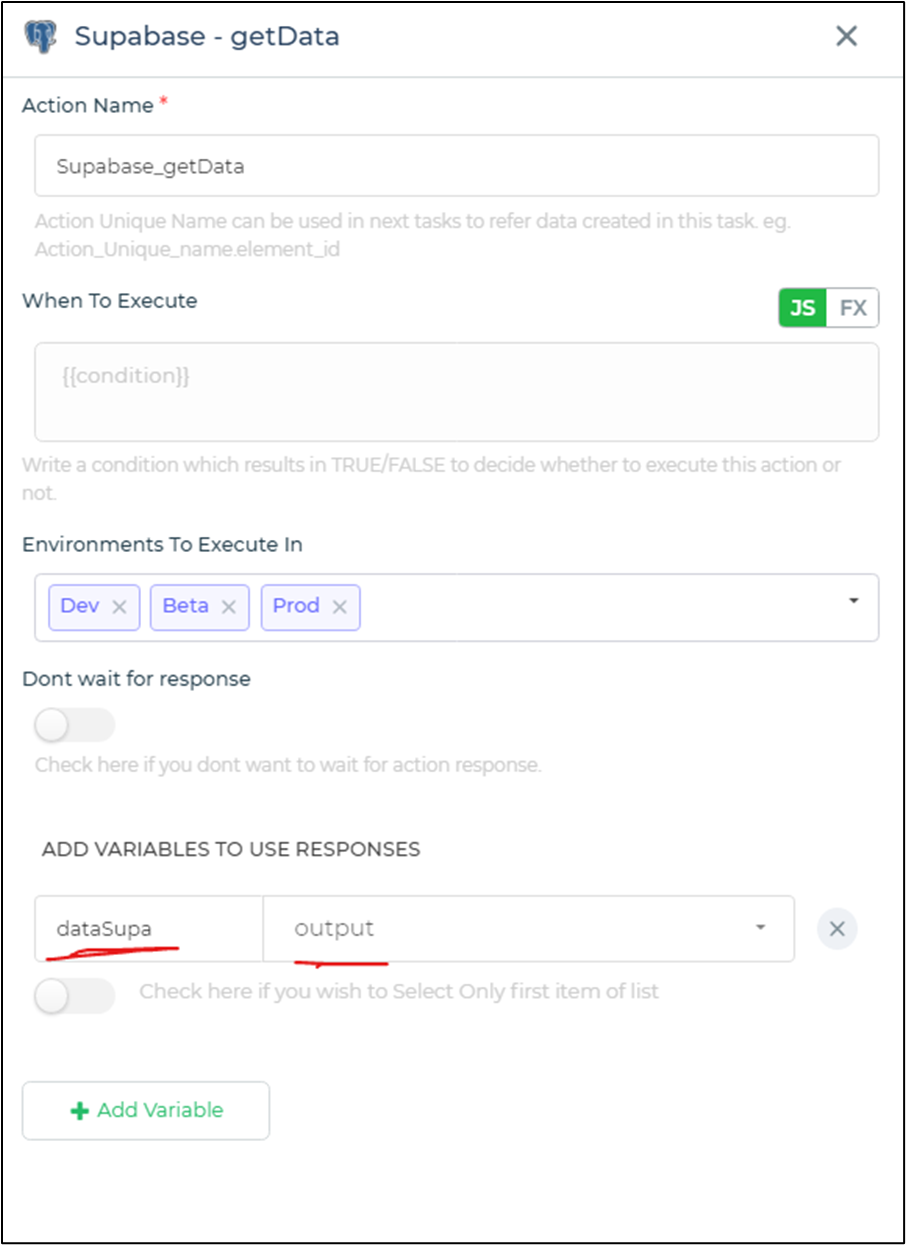 Supabase - getData
Action Name *
Supabase_getData
Action Unique Name can be used in next tasks to refer data created in this task. eg.
Action_Unique_name.element_id
When To Execute
JS FX
{{condition}}
Write a condition which results in TRUE/FALSE to decide whether to execute this action or
not.
Environments To Execute In
Dev Beta Prod
Dont wait for response
Check here if you dont want to wait for action response.
ADD VARIABLES TO USE RESPONSES
dataSupa output
Check here if you wish to Select Only first item of list
+ Add Variable